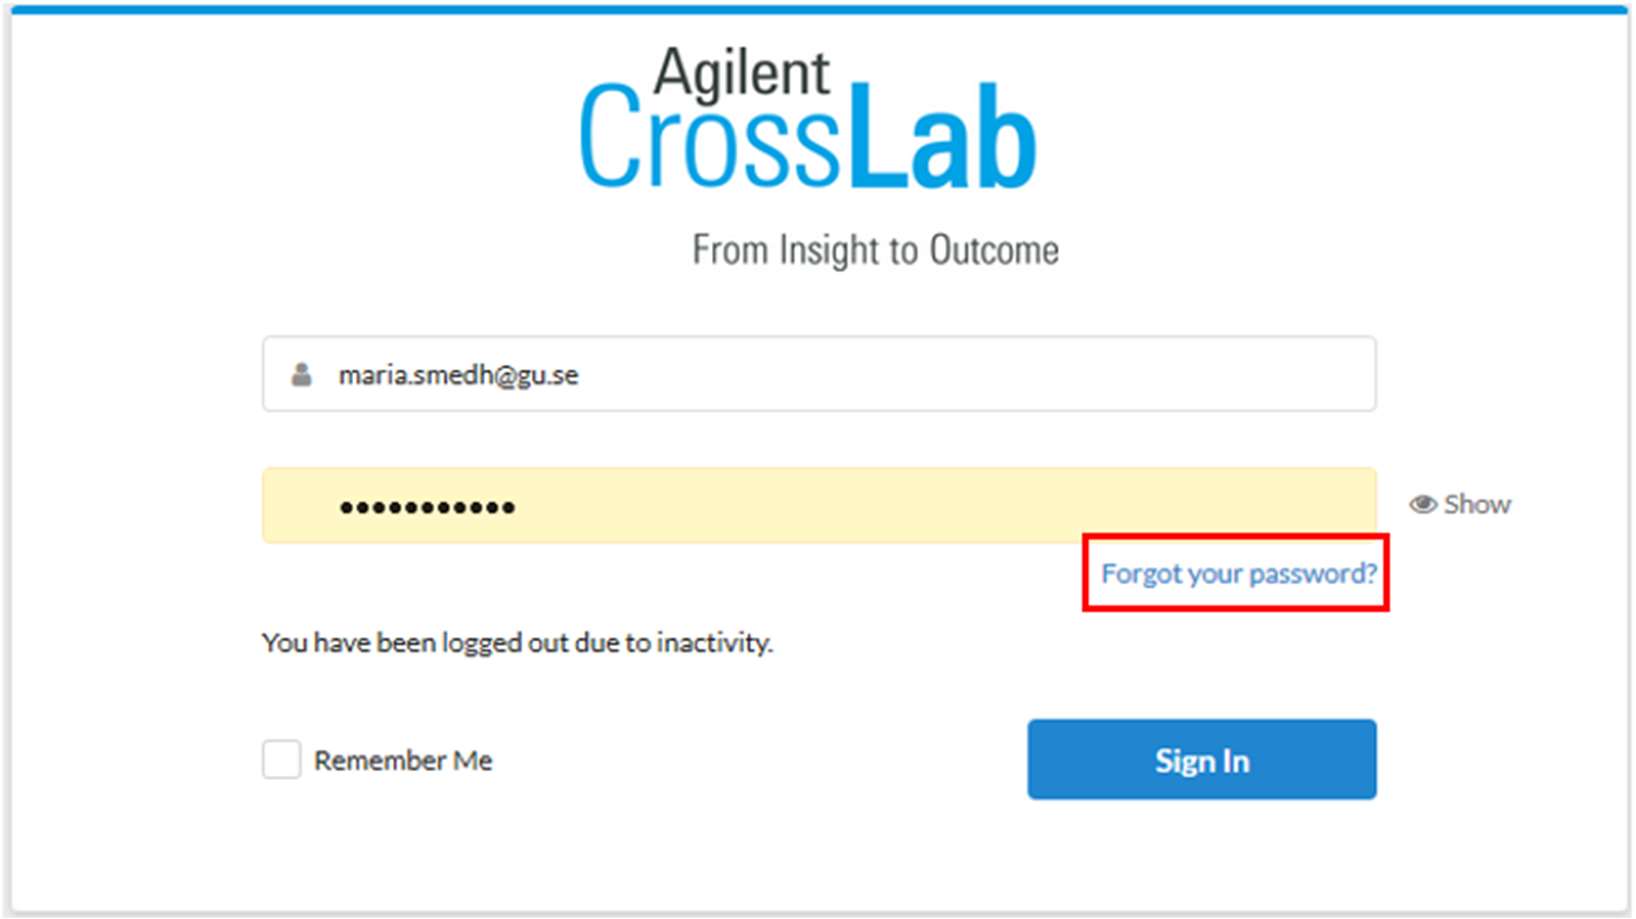 Agilent
CrossLab
From Insight to Outcome
maria.smedh@gu.se
•••••••••••
Show
Forgot your password?
You have been logged out due to inactivity.
Remember Me
Sign In